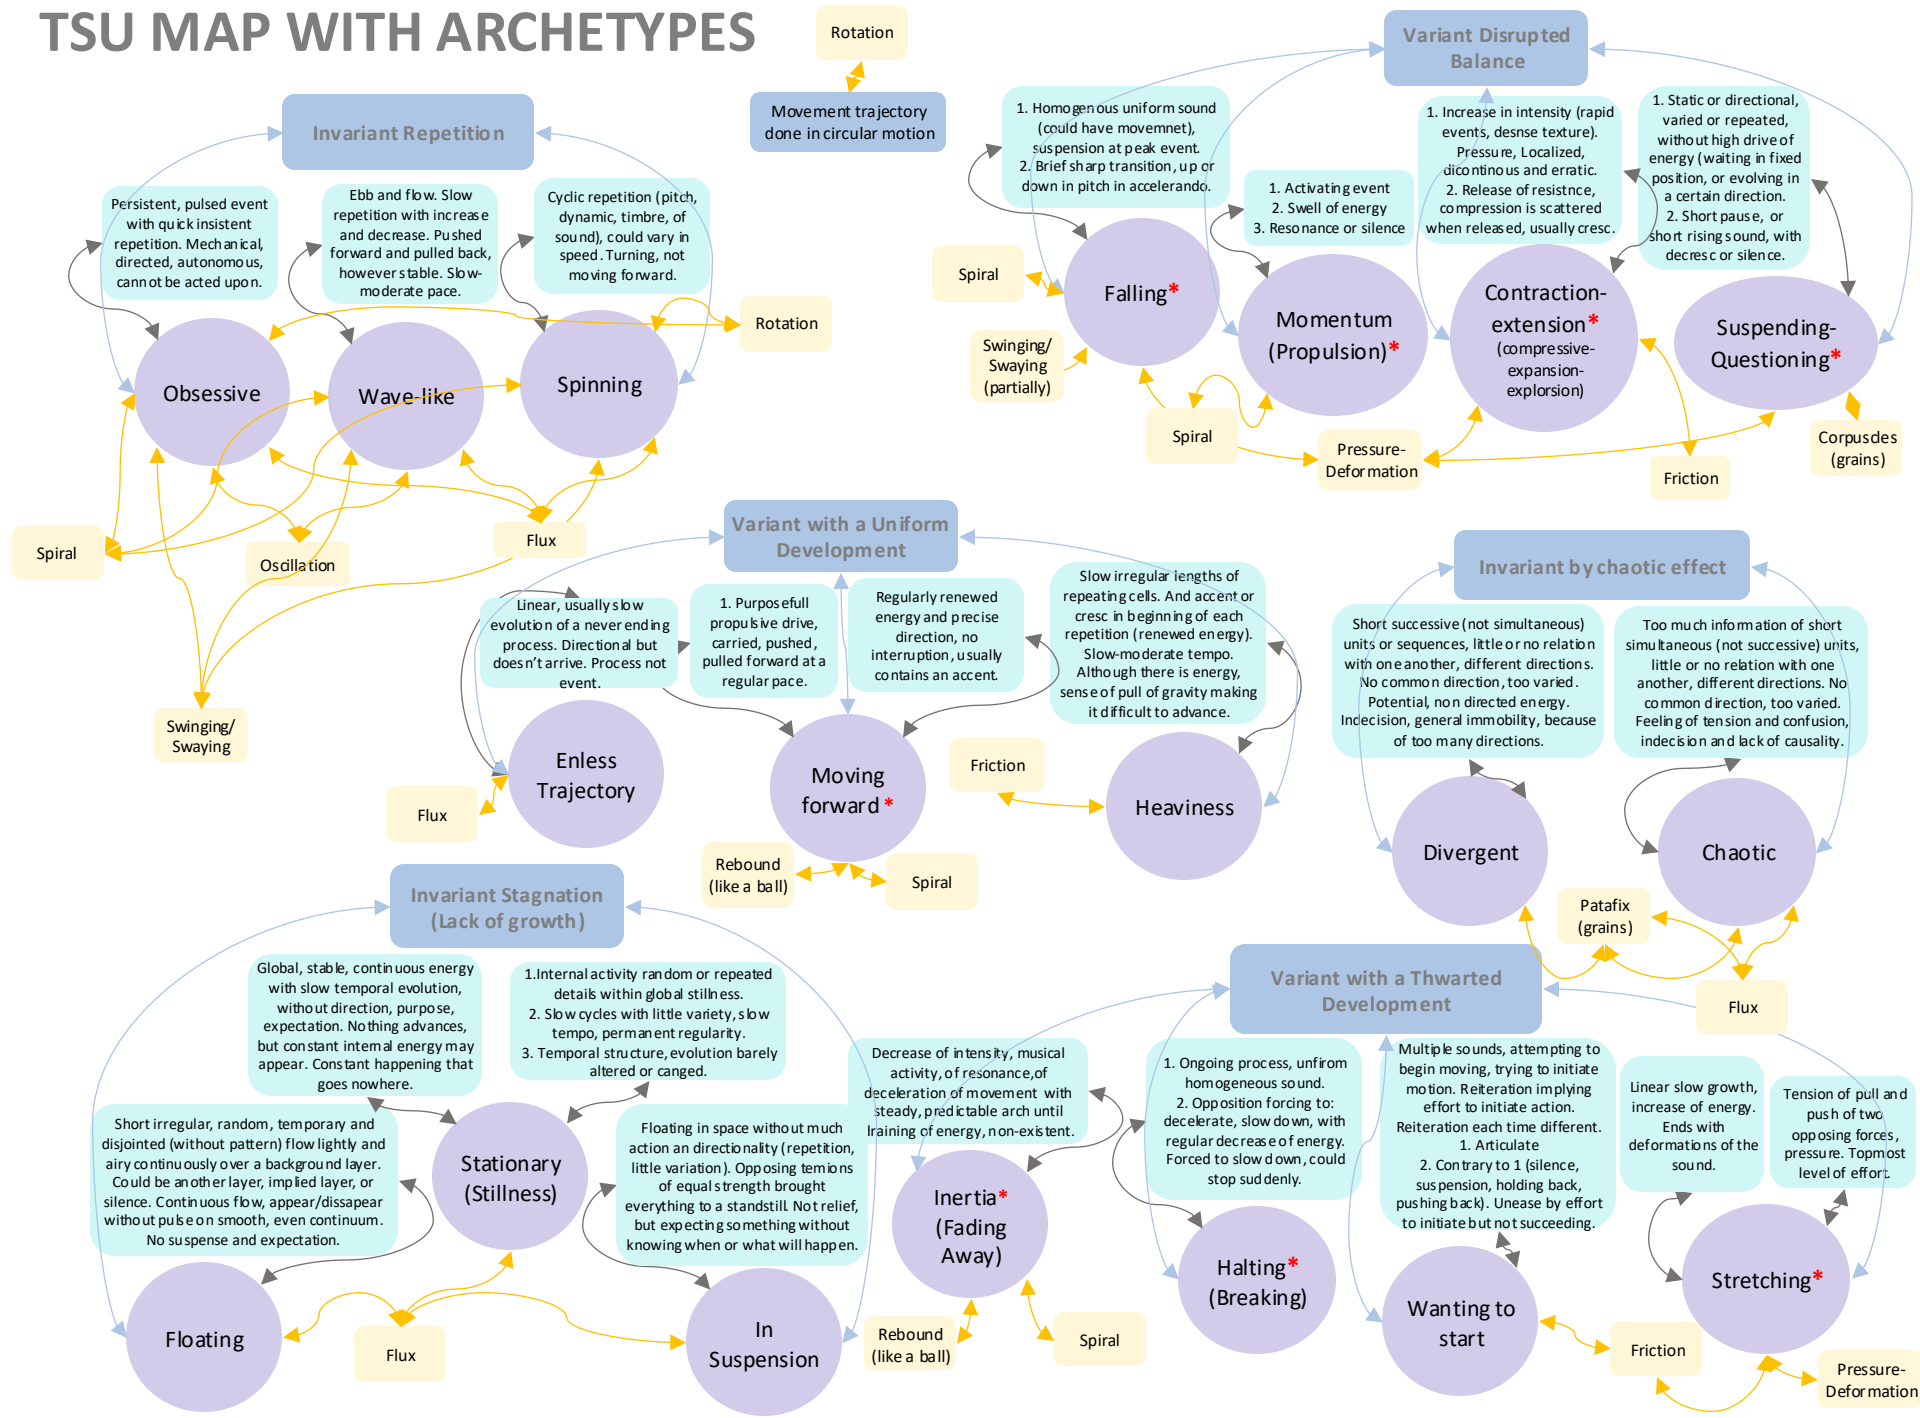 TSU MAP WITH ARCHETYPES
Rotation
Movement trajectory
done in circular motion
Invariant Repetition
Persistent, pulsed event
with quick insistent
repetition. Mechanical,
directed, autonomous,
cannot be acted upon.
Ebb and flow. Slow
repetition with increase
and decrease. Pushed
forward and pulled back,
however stable. Slow-
moderate pace.
Cyclic repetition (pitch,
dynamic, timbre, of
sound), could vary in
speed. Turning, not
moving forward.
Obsessive
Wave-like
Spinning
Rotation
Spiral
Oscillation
Flux
Swinging/
Swaying
Variant Disrupted
Balance
1. Homogenous uniform sound
(could have movemnet),
suspension at peak event.
2. Brief sharp transition, up or
down in pitch in accelerando.
1. Activating event
2. Swell of energy
3. Resonance or silence
1. Increase in intensity (rapid
events, desnse texture).
Pressure, Localized,
dicontinous and erratic.
2. Release of resistnce,
compression is scattered
when released, usually cresc.
1. Static or directional,
varied or repeated,
without high drive of
energy (waiting in fixed
position, or evolving in
a certain direction.
2. Short pause, or
short rising sound, with
decresc or silence.
Spiral
Falling*
Momentum
(Propulsion)*
Contraction-
extension*
(compressive-
expansion-
explorsion)
Suspending-
Questioning*
Swinging/
Swaying
(partially)
Spiral
Pressure-
Deformation
Friction
Corpuscles
(grains)
Variant with a Uniform
Development
Linear, usually slow
evolution of a never ending
process. Directional but
doesn't arrive. Process not
event.
1. Purposefull
propulsive drive,
carried, pushed,
pulled forward at a
regular pace.
Regularly renewed
energy and precise
direction, no
interruption, usually
contains an accent.
Slow irregular lengths of
repeating cells. And accent or
cresc in beginning of each
repetition (renewed energy).
Slow-moderate tempo.
Although there is energy,
sense of pull of gravity making
it difficult to advance.
Enless
Trajectory
Moving
forward *
Heaviness
Flux
Friction
Rebound
(like a ball)
Spiral
Invariant by chaotic effect
Short successive (not simultaneous)
units or sequences, little or no relation
with one another, different directions.
No common direction, too varied.
Potential, non directed energy.
Indecision, general immobility, because
of too many directions.
Too much information of short
simultaneous (not successive) units,
little or no relation with one
another, different directions. No
common direction, too varied.
Feeling of tension and confusion,
indecision and lack of causality.
Divergent
Chaotic
Patafix
(grains)
Flux
Invariant Stagnation
(Lack of growth)
Global, stable, continuous energy
with slow temporal evolution,
without direction, purpose,
expectation. Nothing advances,
but constant internal energy may
appear. Constant happening that
goes nowhere.
1.Internal activity random or repeated
details within global stillness.
2. Slow cycles with little variety, slow
tempo, permanent regularity.
3. Temporal structure, evolution barely
altered or canged.
Short irregular, random, temporary and
disjointed (without pattern) flow lightly and
airy continuously over a background layer.
Could be another layer, implied layer, or
silence. Continuous flow, appear/dissapear
without pulse on smooth, even continuum.
No suspense and expectation.
Stationary
(Stillness)
Floating in space without much
action an directionality (repetition,
little variation). Opposing temions
of equal strength brought
everything to a standstill. Not relief,
but expecting something without
knowing when or what will happen.
Floating
Flux
In
Suspension
Variant with a Thwarted
Development
Decrease of intensity, musical
activity, of resonance,of
deceleration of movement with
steady, predictable arch until
draining of energy, non-existent.
1. Ongoing process, unfirom
homogeneous sound.
2. Opposition forcing to:
decelerate, slow down, with
regular decrease of energy.
Forced to slow down, could
stop suddenly.
Multiple sounds, attempting to
begin moving, trying to initiate
motion. Reiteration implying
effort to initiate action.
Reiteration each time different.
1. Articulate
2. Contrary to 1 (silence,
suspension, holding back,
pushing back). Unease by effort
to initiate but not succeeding.
Linear slow growth,
increase of energy.
Ends with
deformations of the
sound.
Tension of pull and
push of two
opposing forces,
pressure. Topmost
level of effort.
Inertia*
(Fading
Away)
Halting*
(Breaking)
Wanting to
start
Stretching*
Rebound
(like a ball)
Spiral
Friction
Pressure-
Deformation